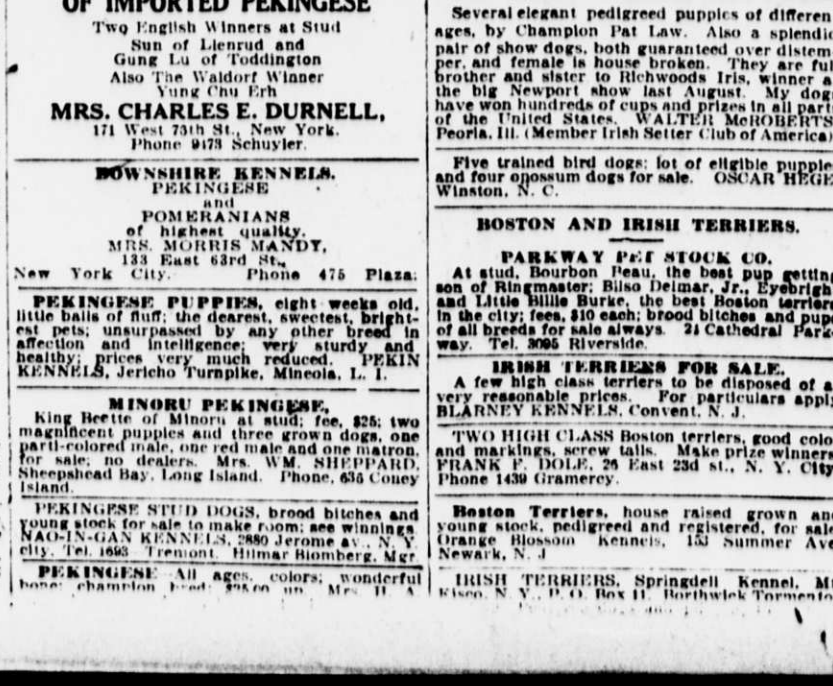 OF IMPORTED PEKINGESE
Two English Winners at Stud
Sun of Llenrud and
Gung Lu of Toddington
Also The Waldorf Winner
Yung Chu Erh
MRS. CHARLES E. DURNELL,
171 West 75th St., New York.
Phone 9173 Schuyler.
DOWNSHIRE KENNELS.
PEKINGESE
and
POMERANIANS
of highest quality.
MRS. MORRIS MANDY,
133 East 63rd St.,
New York City. Phone 475 Plaza.
PEKINGESE PUPPIES, eight weeks old,
little balls of fluff; the dearest, sweetest, bright-
est pets; unsurpassed by any other breed in
affection and intelligence; very sturdy and
healthy; prices very much reduced. PEKIN
KENNELS, Jericho Turnpike, Mineola, L. I.
MINORU PEKINGESE,
King Beetle of Minoru at stud; fee, $25; two
magnificent puppies and three grown dogs, one
parti-colored male, one red male and one matron,
for sale; no dealers. Mrs. WM. SHEPPARD,
Sheepshead Bay, Long Island. Phone, 635 Coney
Island.
PEKINGESE STUD DOGS, brood bitches and
young stock for sale to make room; see winnings
NAO-IN-GAN KENNELS, 2880 Jerome av., N. Y.
city. Tel. 1693 Tremont. Hilmar Blomberg, Mgr
PEKINGESE All ages, colors; wonderful
bone; champion bred; $25.00 up. Mrs. H. A.
Several elegant pedigreed puppies of differen
ages, by Champion Pat Law. Also a splendid
pair of show dogs, both guaranteed over distem
per, and female is house broken. They are ful
brother and sister to Richwoods Iris, winner a
the big Newport show last August. My dogs
have won hundreds of cups and prizes in all part
of the United States. WALTER McROBERTS
Peoria, Ill. (Member Irish Setter Club of America
Five trained bird dogs; lot of eligible puppie
and four opossum dogs for sale. OSCAR HEGE
Winston, N. C.
BOSTON AND IRISH TERRIERS.
PARKWAY PET STOCK CO.
At stud, Bourbon Beau, the best pup getting
son of Ringmaster; Bilso Delmar, Jr., Eyebrigh
and Little Billie Burke, the best Boston terriers
in the city; fees, $10 each; brood bitches and pups
of all breeds for sale always. 24 Cathedral Park
way. Tel. 3095 Riverside.
IRISH TERRIERS FOR SALE.
A few high class terriers to be disposed of a
very reasonable prices. For particulars apply
BLARNEY KENNELS, Convent, N. J.
TWO HIGH CLASS Boston terriers, good colo
and markings, screw tails. Make prize winners
FRANK F. DOLE, 26 East 23d st., N. Y. City
Phone 1439 Gramercy.
Boston Terriers, house raised grown and
young stock, pedigreed and registered, for sale
Orange Blossom Kennels, 153 Summer Ave
Newark, N. J
IRISH TERRIERS, Springdell Kennel, Mt
Kisco, N. Y., P. O. Box 11. Borthwick Tormento